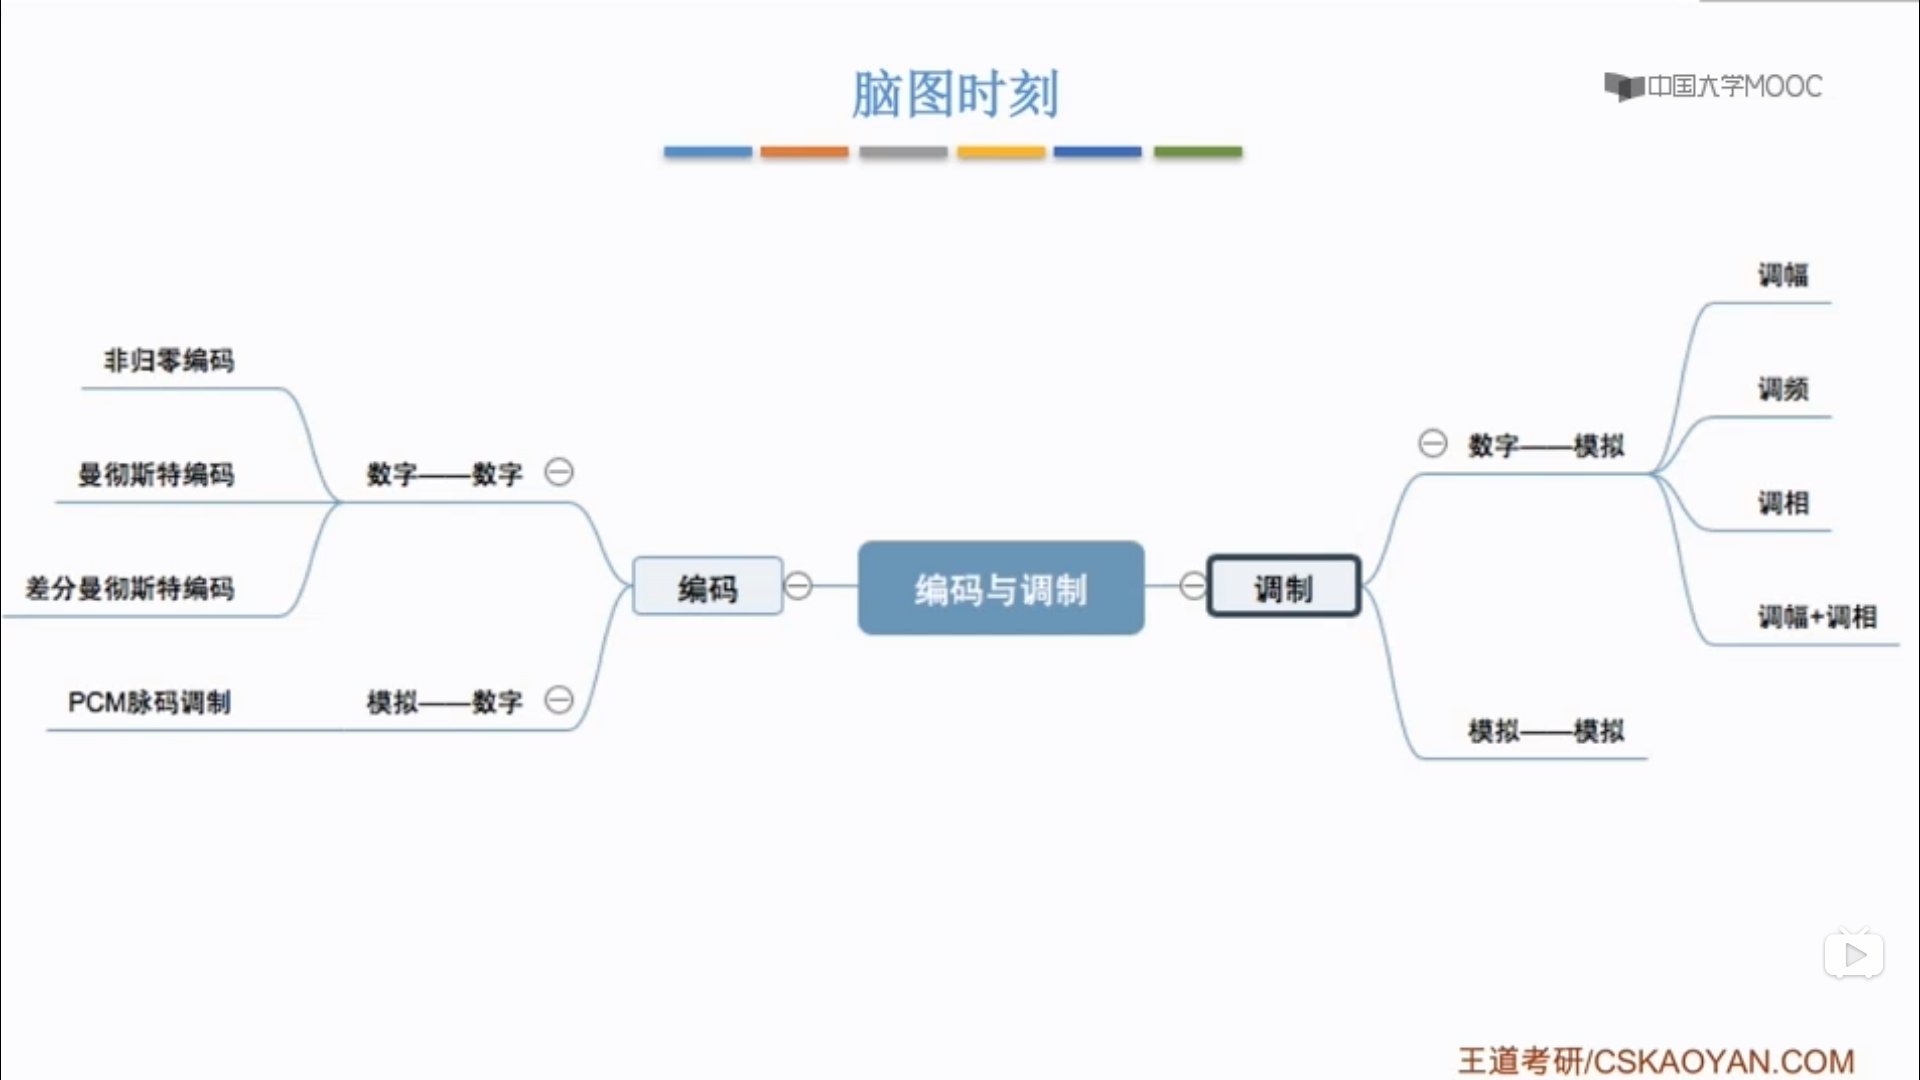 脑图时刻
中国大学MOOC
非归零编码
曼彻斯特编码
差分曼彻斯特编码
数字——数字
PCM脉码调制
模拟——数字
编码
编码与调制
调制
数字——模拟
调幅
调频
调相
调幅+调相
模拟——模拟
王道考研/CSKAOYAN.COM